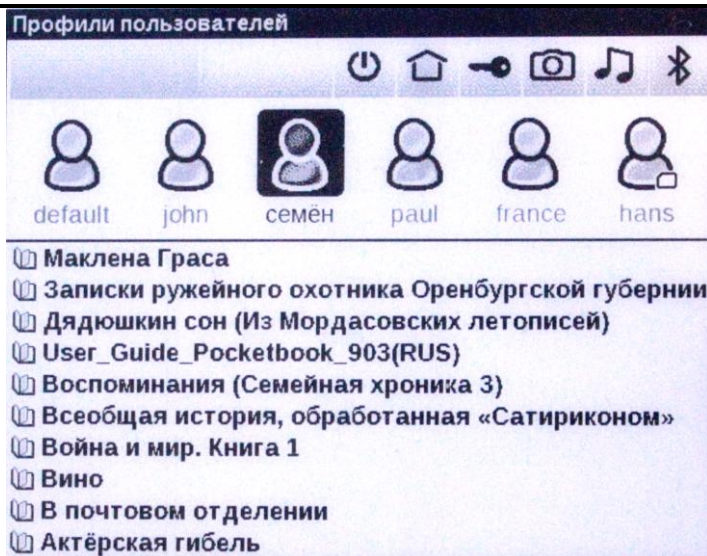 Профили пользователей
default john семён paul france hans
Маклена Граса
Записки ружейного охотника Оренбургской губернии
Дядюшкин сон (Из Мордасовских летописей)
User_Guide_Pocketbook_903(RUS)
Воспоминания (Семейная хроника 3)
Всеобщая история, обработанная «Сатириконом»
Война и мир. Книга 1
Вино
В почтовом отделении
Актёрская гибель